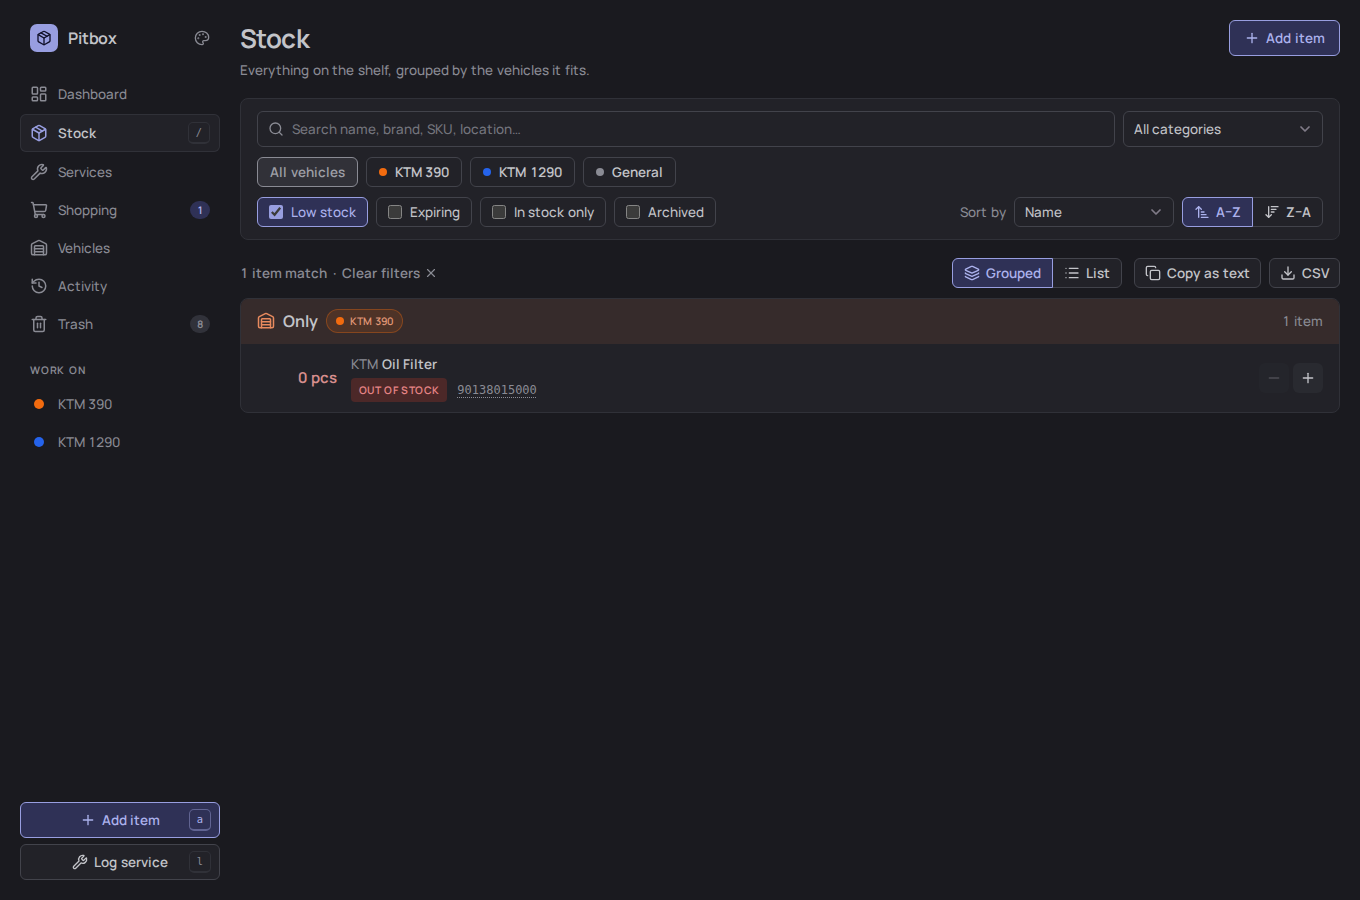 Pitbox
Dashboard
Stock /
Services
Shopping 1
Vehicles
Activity
Trash 8
WORK ON
KTM 390
KTM 1290
Add item a
Log service l
Stock
Add item
Everything on the shelf, grouped by the vehicles it fits.
Search name, brand, SKU, location…
All categories
All vehicles KTM 390 KTM 1290 General
Low stock Expiring In stock only Archived Sort by Name A–Z Z–A
1 item match · Clear filters Grouped List Copy as text CSV
Only KTM 390 1 item
0 pcs KTM Oil Filter
OUT OF STOCK 90138015000